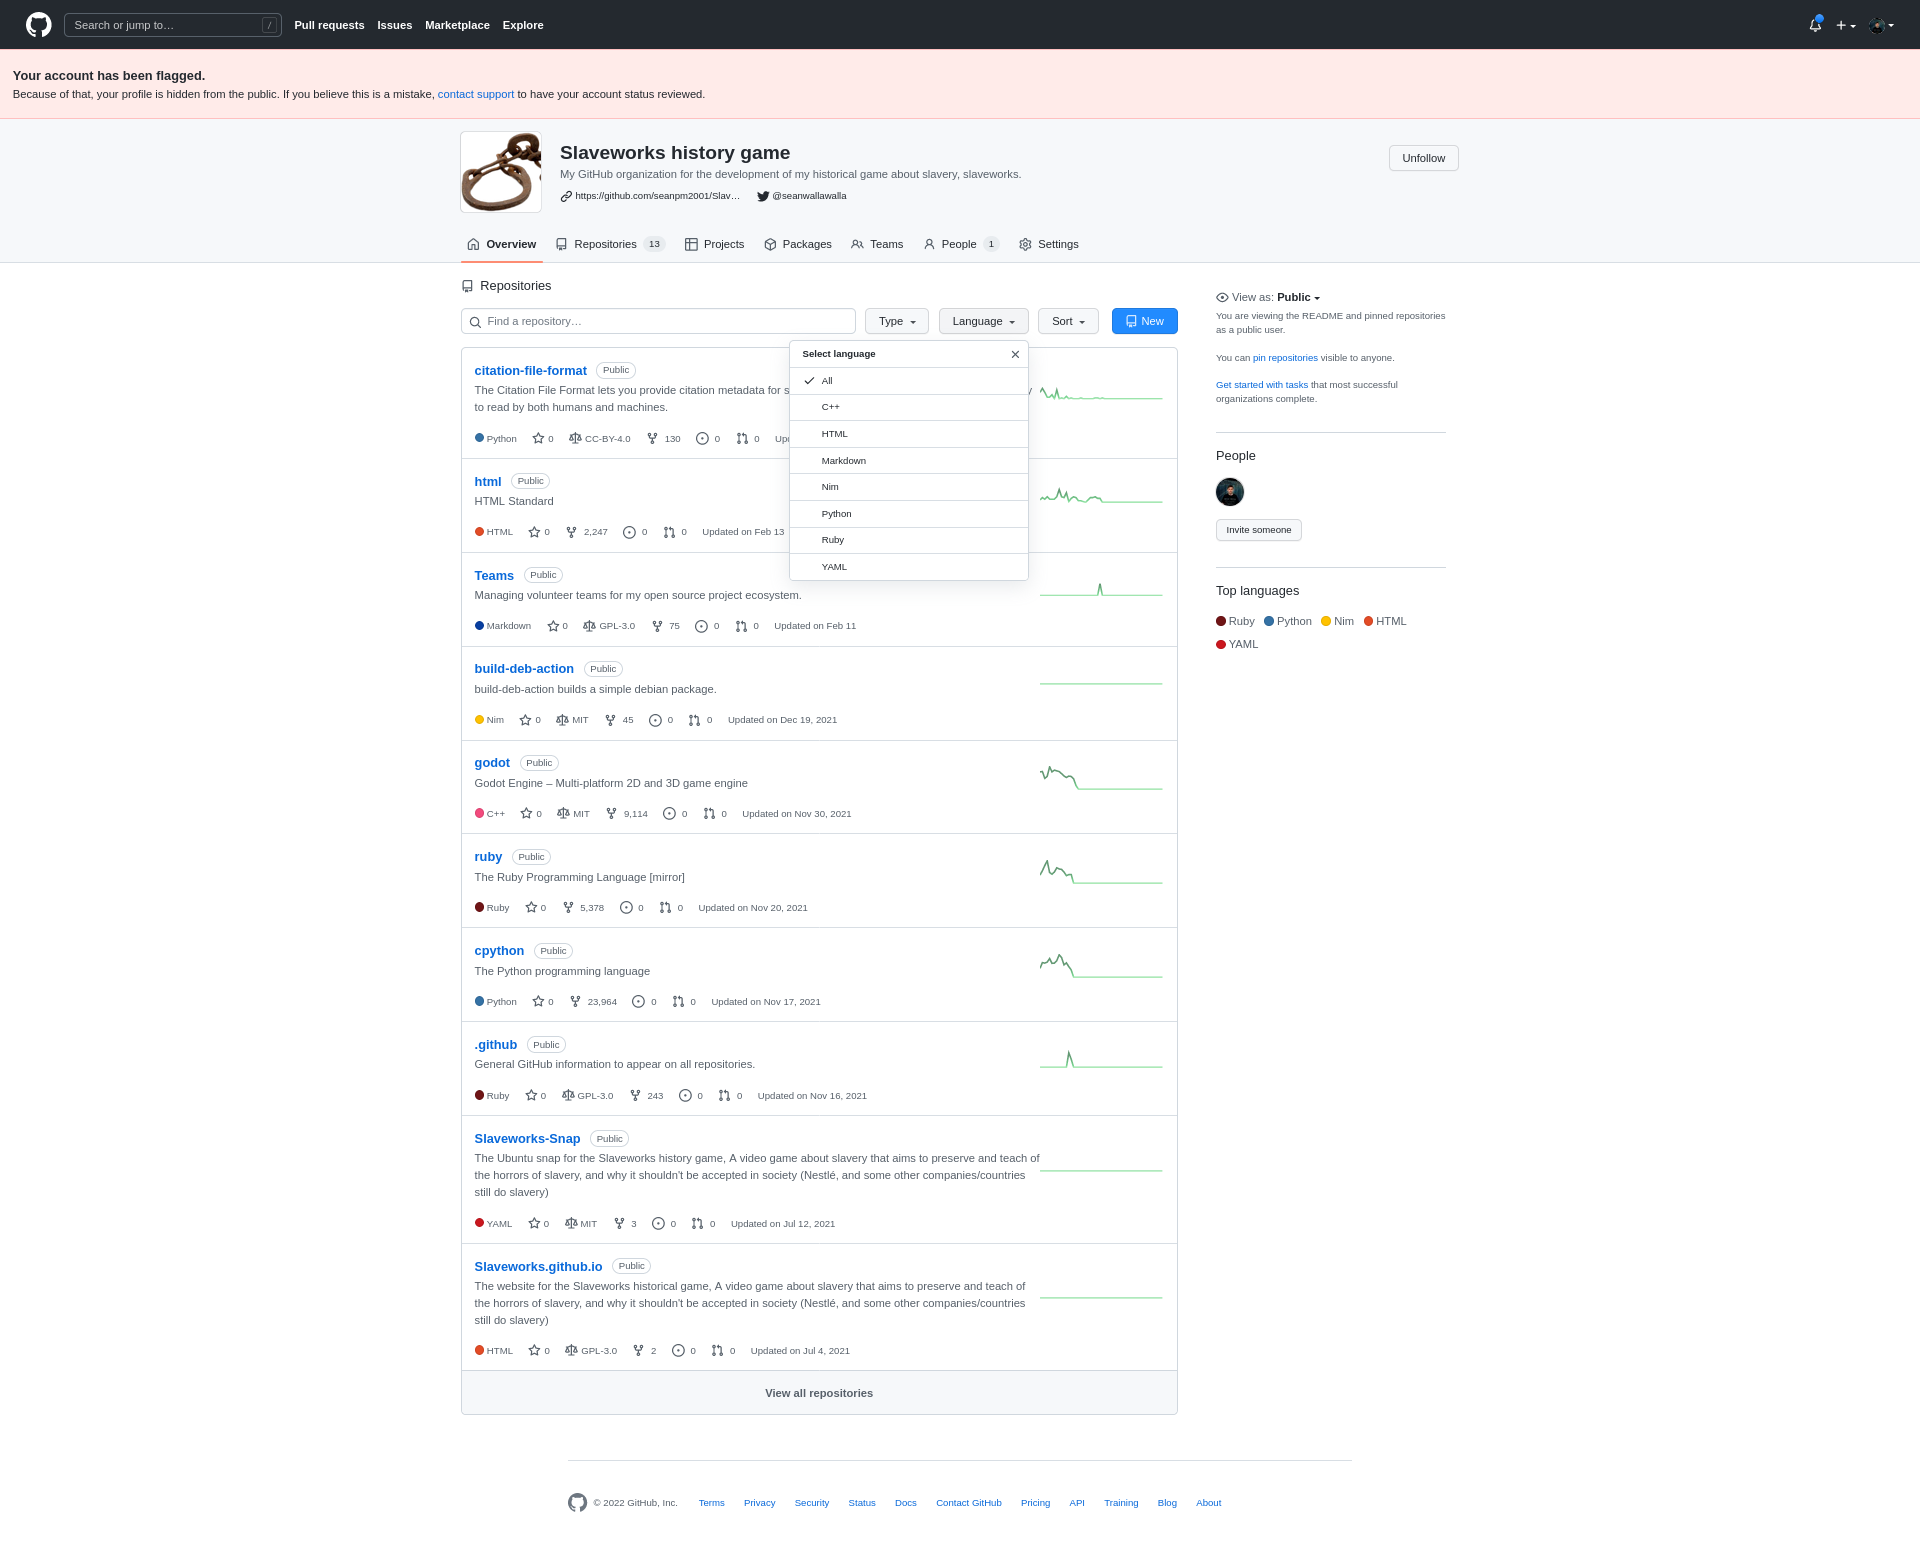 Search or jump to…
/
Pull requests
Issues
Marketplace
Explore
Your account has been flagged.
Because of that, your profile is hidden from the public. If you believe this is a mistake, contact support to have your account status reviewed.
Slaveworks history game
My GitHub organization for the development of my historical game about slavery, slaveworks.
https://github.com/seanpm2001/Slav…
@seanwallawalla
Unfollow
Overview
Repositories 13
Projects
Packages
Teams
People 1
Settings
Repositories
Find a repository…
Type
Language
Sort
New
Select language
All
C++
HTML
Markdown
Nim
Python
Ruby
YAML
citation-file-format Public
The Citation File Format lets you provide citation metadata for s
to read by both humans and machines.
Python 0 CC-BY-4.0 130 0 0
html Public
HTML Standard
HTML 0 2,247 0 0 Updated on Feb 13
Teams Public
Managing volunteer teams for my open source project ecosystem.
Markdown 0 GPL-3.0 75 0 0 Updated on Feb 11
build-deb-action Public
build-deb-action builds a simple debian package.
Nim 0 MIT 45 0 0 Updated on Dec 19, 2021
godot Public
Godot Engine – Multi-platform 2D and 3D game engine
C++ 0 MIT 9,114 0 0 Updated on Nov 30, 2021
ruby Public
The Ruby Programming Language [mirror]
Ruby 0 5,378 0 0 Updated on Nov 20, 2021
cpython Public
The Python programming language
Python 0 23,964 0 0 Updated on Nov 17, 2021
.github Public
General GitHub information to appear on all repositories.
Ruby 0 GPL-3.0 243 0 0 Updated on Nov 16, 2021
Slaveworks-Snap Public
The Ubuntu snap for the Slaveworks history game, A video game about slavery that aims to preserve and teach of
the horrors of slavery, and why it shouldn't be accepted in society (Nestlé, and some other companies/countries
still do slavery)
YAML 0 MIT 3 0 0 Updated on Jul 12, 2021
Slaveworks.github.io Public
The website for the Slaveworks historical game, A video game about slavery that aims to preserve and teach of
the horrors of slavery, and why it shouldn't be accepted in society (Nestlé, and some other companies/countries
still do slavery)
HTML 0 GPL-3.0 2 0 0 Updated on Jul 4, 2021
View all repositories
View as: Public
You are viewing the README and pinned repositories
as a public user.
You can pin repositories visible to anyone.
Get started with tasks that most successful
organizations complete.
People
Invite someone
Top languages
Ruby Python Nim HTML
YAML
© 2022 GitHub, Inc.
Terms
Privacy
Security
Status
Docs
Contact GitHub
Pricing
API
Training
Blog
About